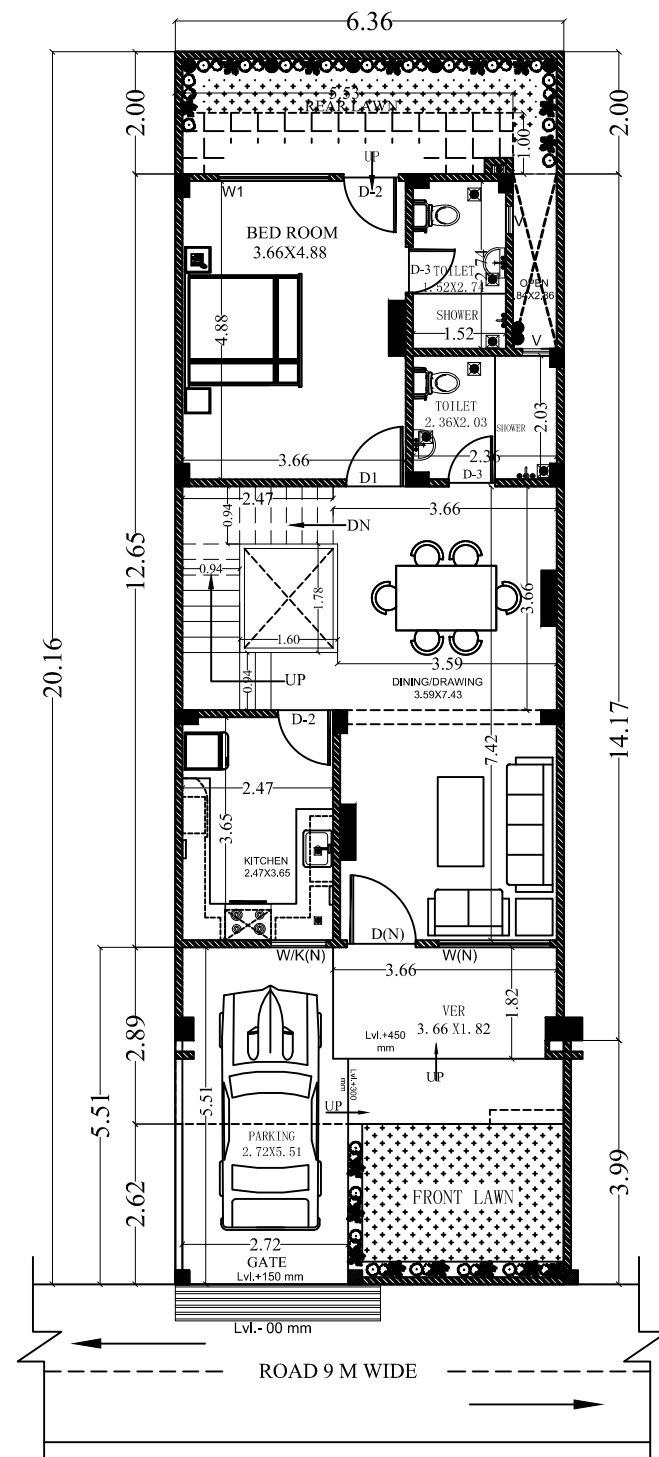 6.36
2.00
2.00
5.53
REAR LAWN
1.00
UP
W1
D-2
BED ROOM
3.66X4.88
V
2.74
TOILET
1.52X2.74
D-3
OPEN
SHOWER
1.52
4.88
V
TOILET
2.36X2.03
SHOWER
2.03
3.66
2.36
D1
D-3
2.47
3.66
0.94
DN
12.65
0.94
1.78
3.66
1.60
3.59
20.16
0.94
UP
DINING/DRAWING
3.59X7.43
D-2
14.17
7.42
2.47
3.65
KITCHEN
2.47X3.65
D(N)
W/K(N)
W(N)
3.66
2.89
VER
3.66 X1.82
1.82
Lvl.+450
mm
UP
Lvl.+300
mm
5.51
5.51
UP
PARKING
2.72X5.51
3.99
2.62
FRONT LAWN
2.72
GATE
Lvl.+150 mm
Lvl.- 00 mm
ROAD 9 M WIDE